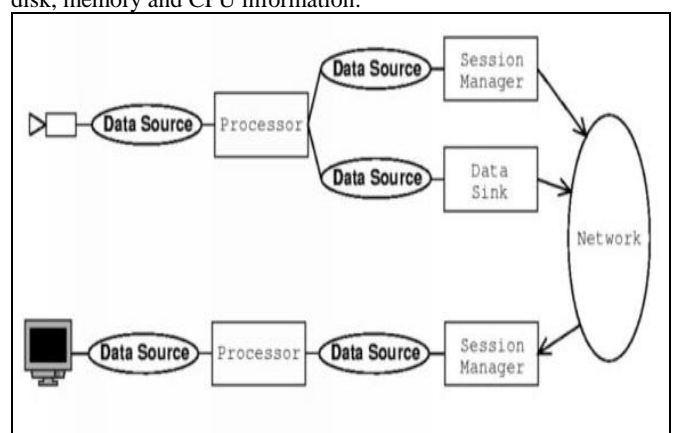 disk, memory and CPU information.
Data Source
Session
Manager
Data Source
Processor
Data Source
Data
Sink
Network
Data Source
Processor
Data Source
Session
Manager